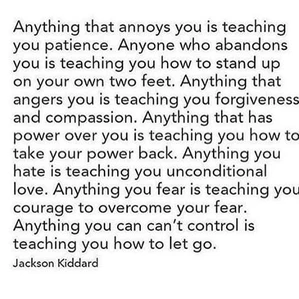 Anything that annoys you is teaching
you patience. Anyone who abandons
you is teaching you how to stand up
on your own two feet. Anything that
angers you is teaching you forgiveness
and compassion. Anything that has
power over you is teaching you how to
take your power back. Anything you
hate is teaching you unconditional
love. Anything you fear is teaching you
courage to overcome your fear.
Anything you can can't control is
teaching you how to let go.
Jackson Kiddard